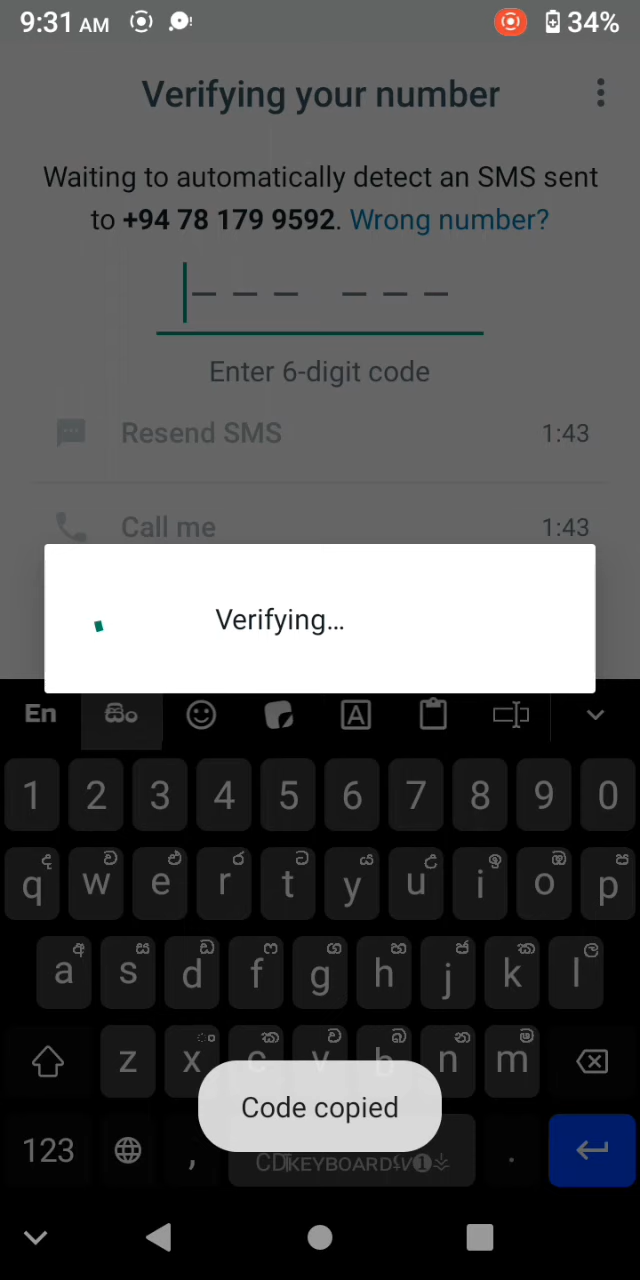 9:31 AM 34%
Verifying your number
Waiting to automatically detect an SMS sent
to +94 78 179 9592. Wrong number?
Enter 6-digit code
Resend SMS 1:43
Call me 1:43
Verifying...
En සිං
1 2 3 4 5 6 7 8 9 0
ද ව එ ර ට ය උ ඉ ඔ ප
q w e r t y u i o p
අ ස ඩ ෆ ග හ ජ ක ල
a s d f g h j k l
ං ක ව බ න ම
z x c v b n m
Code copied
123 , .